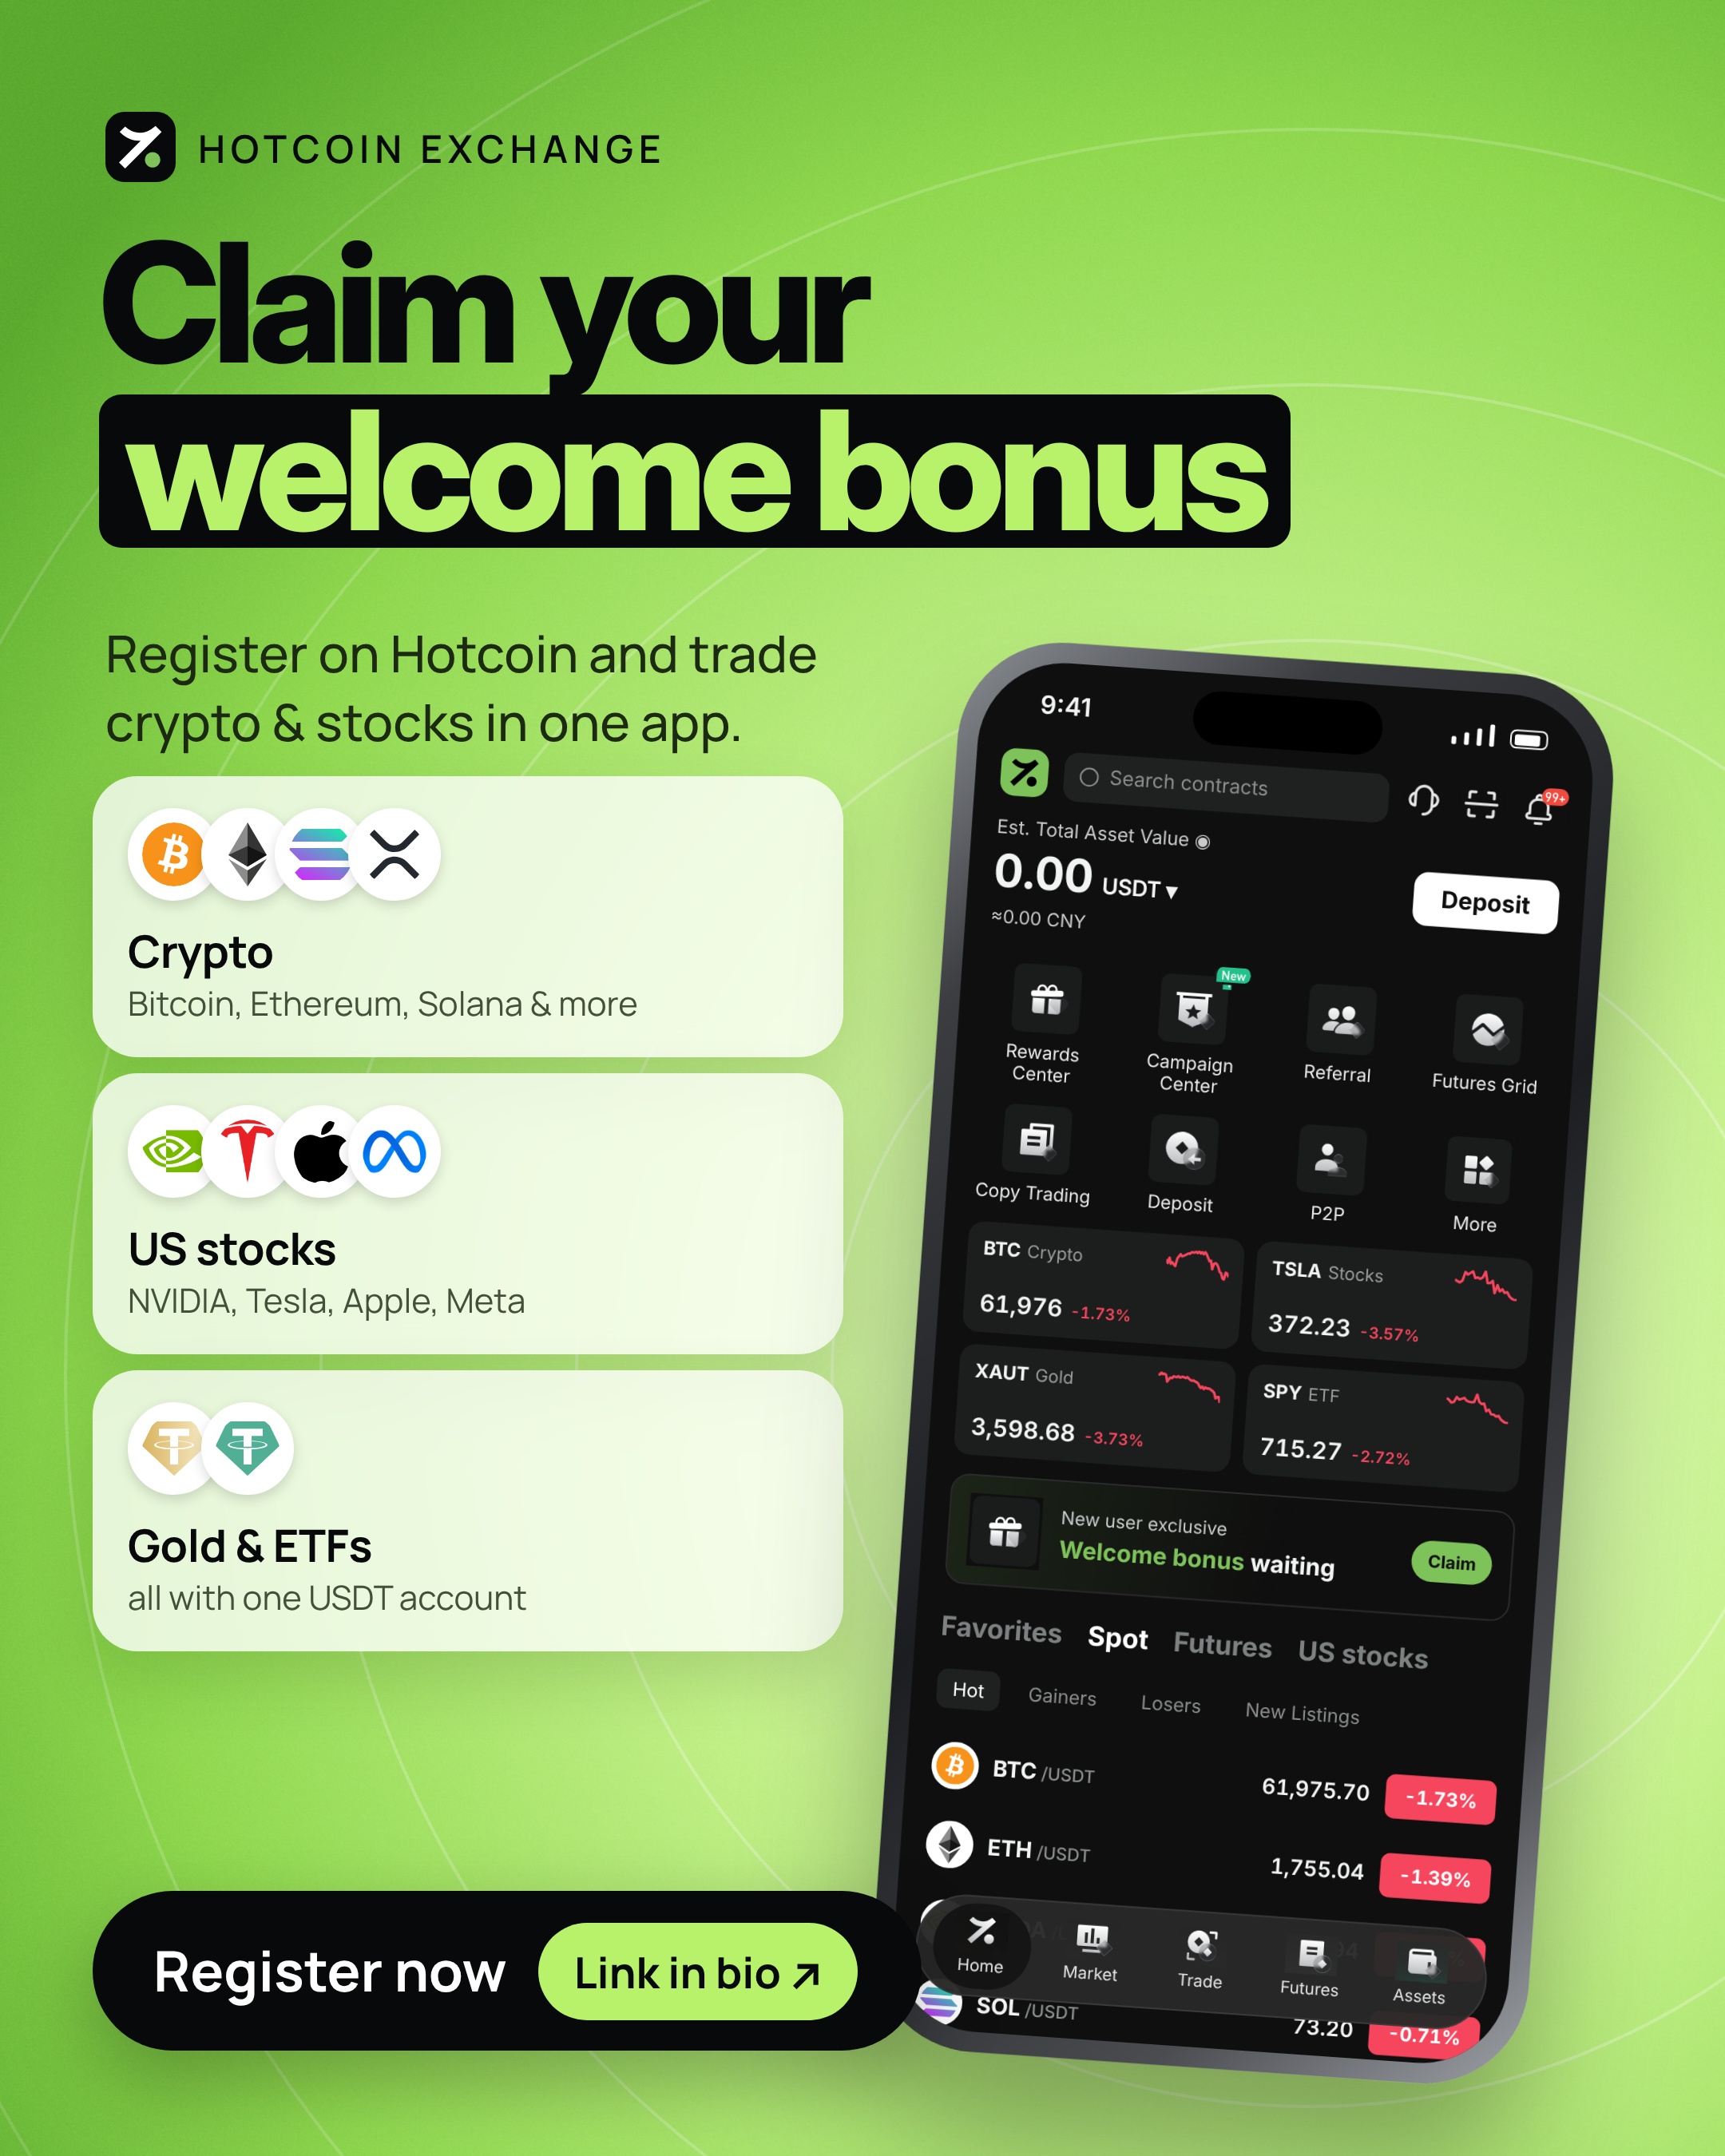 HOTCOIN EXCHANGE
Claim your
welcome bonus
Register on Hotcoin and trade
crypto & stocks in one app.
Crypto
Bitcoin, Ethereum, Solana & more
US stocks
NVIDIA, Tesla, Apple, Meta
Gold & ETFs
all with one USDT account
Register now
Link in bio ↗
9:41
Search contracts
99+
Est. Total Asset Value
0.00 USDT ▾
≈0.00 CNY
Deposit
New
Rewards
Center
Campaign
Center
Referral
Futures Grid
Copy Trading
Deposit
P2P
More
BTC Crypto
61,976 -1.73%
TSLA Stocks
372.23 -3.57%
XAUT Gold
3,598.68 -3.73%
SPY ETF
715.27 -2.72%
New user exclusive
Welcome bonus waiting
Claim
Favorites Spot Futures US stocks
Hot Gainers Losers New Listings
BTC /USDT 61,975.70 -1.73%
ETH /USDT 1,755.04 -1.39%
Home Market Trade Futures Assets
SOL /USDT 73.20 -0.71%